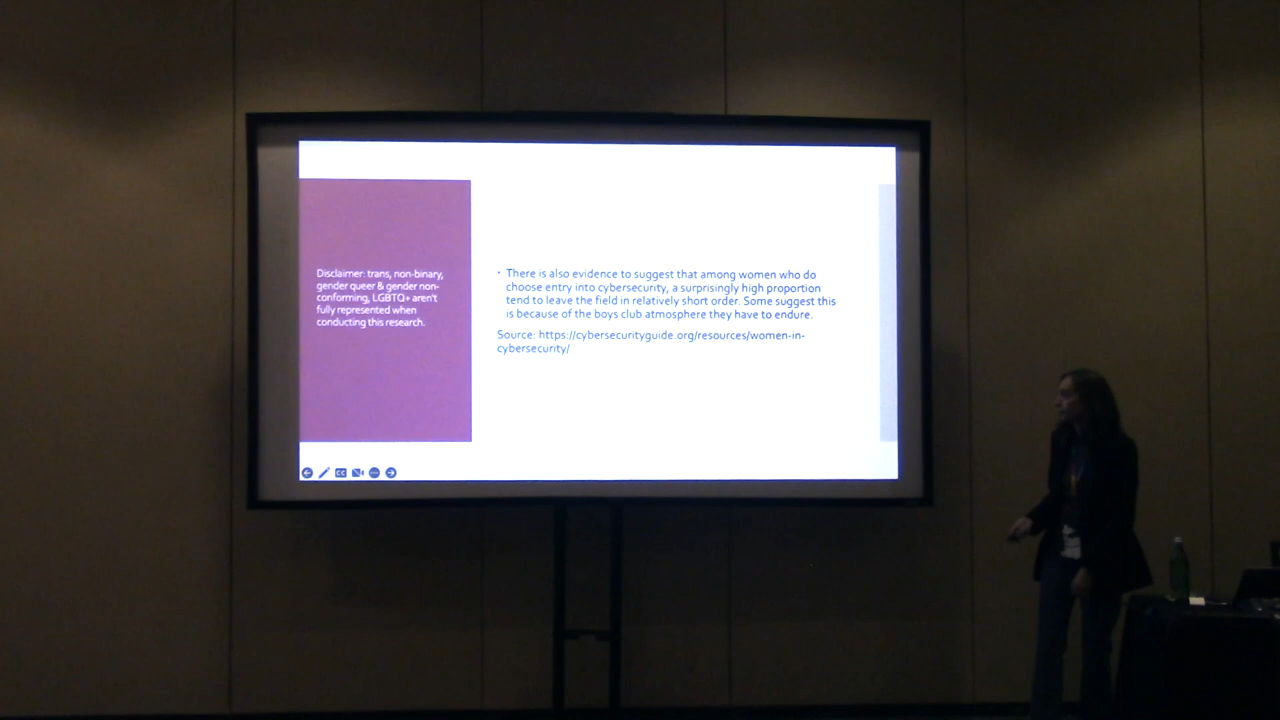 Disclaimer: trans, non-binary,
gender queer & gender non-
conforming, LGBTQ+ aren't
fully represented when
conducting this research.
• There is also evidence to suggest that among women who do
choose entry into cybersecurity, a surprisingly high proportion
tend to leave the field in relatively short order. Some suggest this
is because of the boys club atmosphere they have to endure.
Source: https://cybersecurityguide.org/resources/women-in-
cybersecurity/
CC